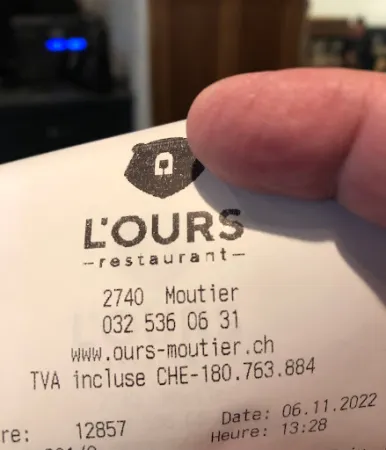 L'OURS
-restaurant-
2740 Moutier
032 536 06 31
www.ours-moutier.ch
TVA incluse CHE-180.763.884
re: 12857 Date: 06.11.2022
Heure: 13:28